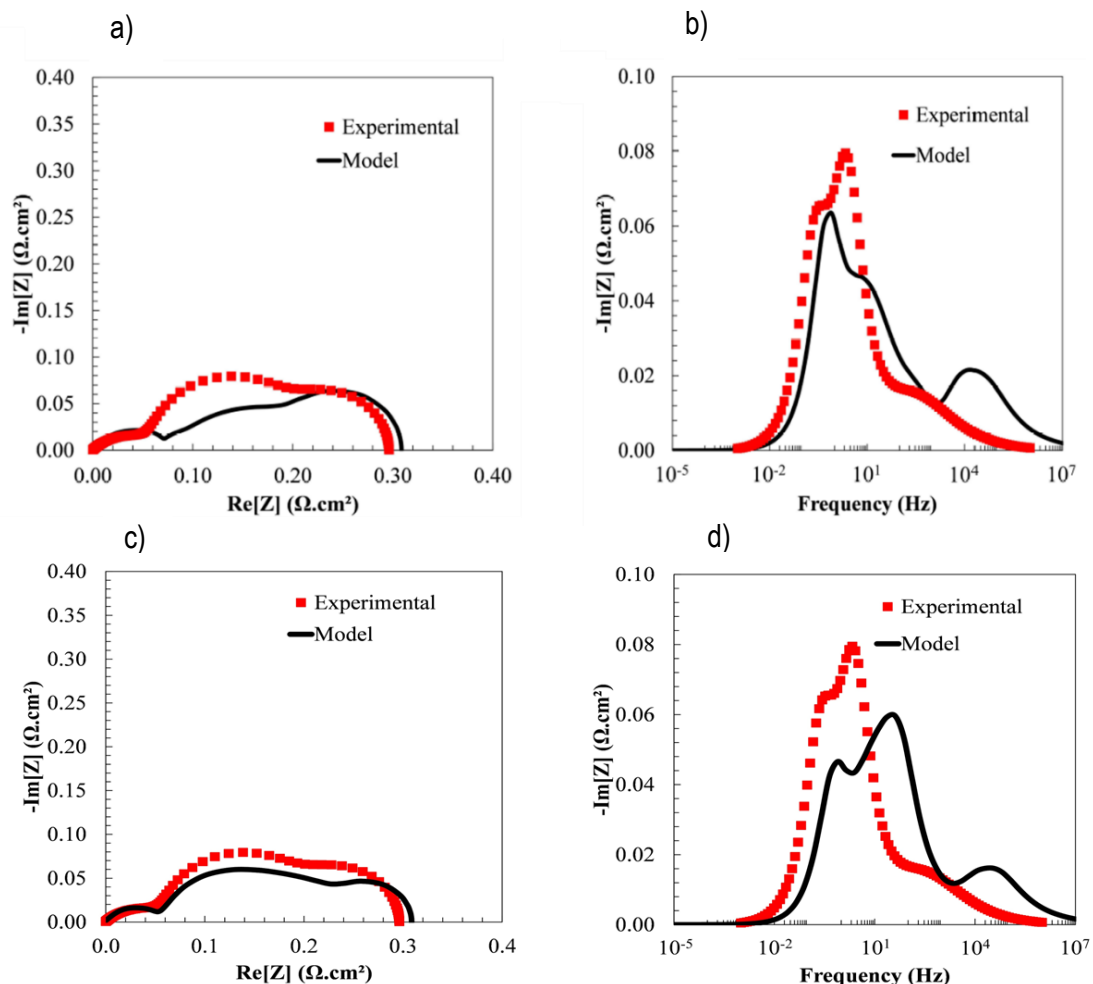 a)
b)
0.40
0.35
0.30
0.25
0.20
0.15
0.10
0.05
0.00
-Im[Z] (Ω.cm²)
Experimental
Model
0.00
0.10
0.20
0.30
0.40
Re[Z] (Ω.cm²)
0.10
0.08
0.06
0.04
0.02
0.00
-Im[Z] (Ω.cm²)
Experimental
Model
10⁻⁵
10⁻²
10¹
10⁴
10⁷
Frequency (Hz)
c)
d)
0.40
0.35
0.30
0.25
0.20
0.15
0.10
0.05
0.00
-Im[Z] (Ω.cm²)
Experimental
Model
0.0
0.1
0.2
0.3
0.4
Re[Z] (Ω.cm²)
0.10
0.08
0.06
0.04
0.02
0.00
-Im[Z] (Ω.cm²)
Experimental
Model
10⁻⁵
10⁻²
10¹
10⁴
10⁷
Frequency (Hz)